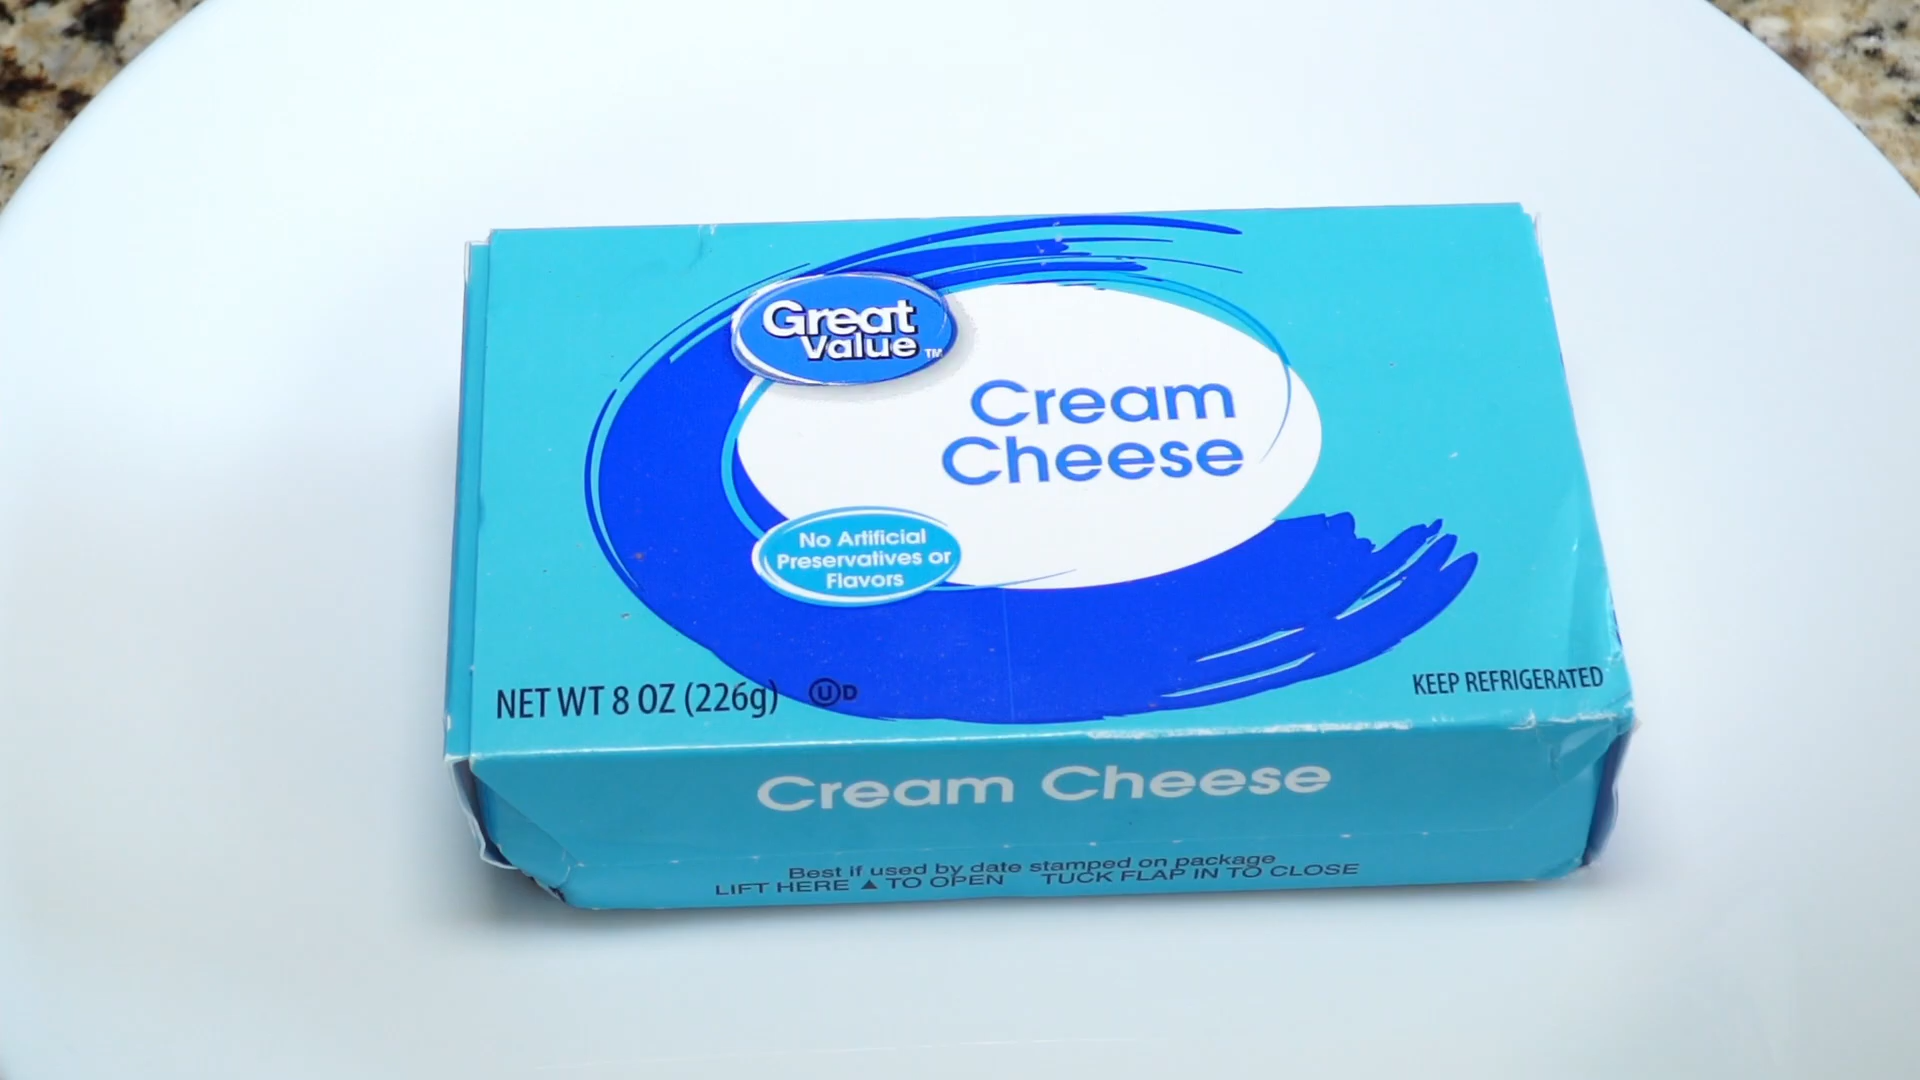 Great
Value ™
Cream
Cheese
No Artificial
Preservatives or
Flavors
NET WT 8 OZ (226g) Ⓤ D
KEEP REFRIGERATED
Cream Cheese
Best if used by date stamped on package
LIFT HERE ▲ TO OPEN TUCK FLAP IN TO CLOSE